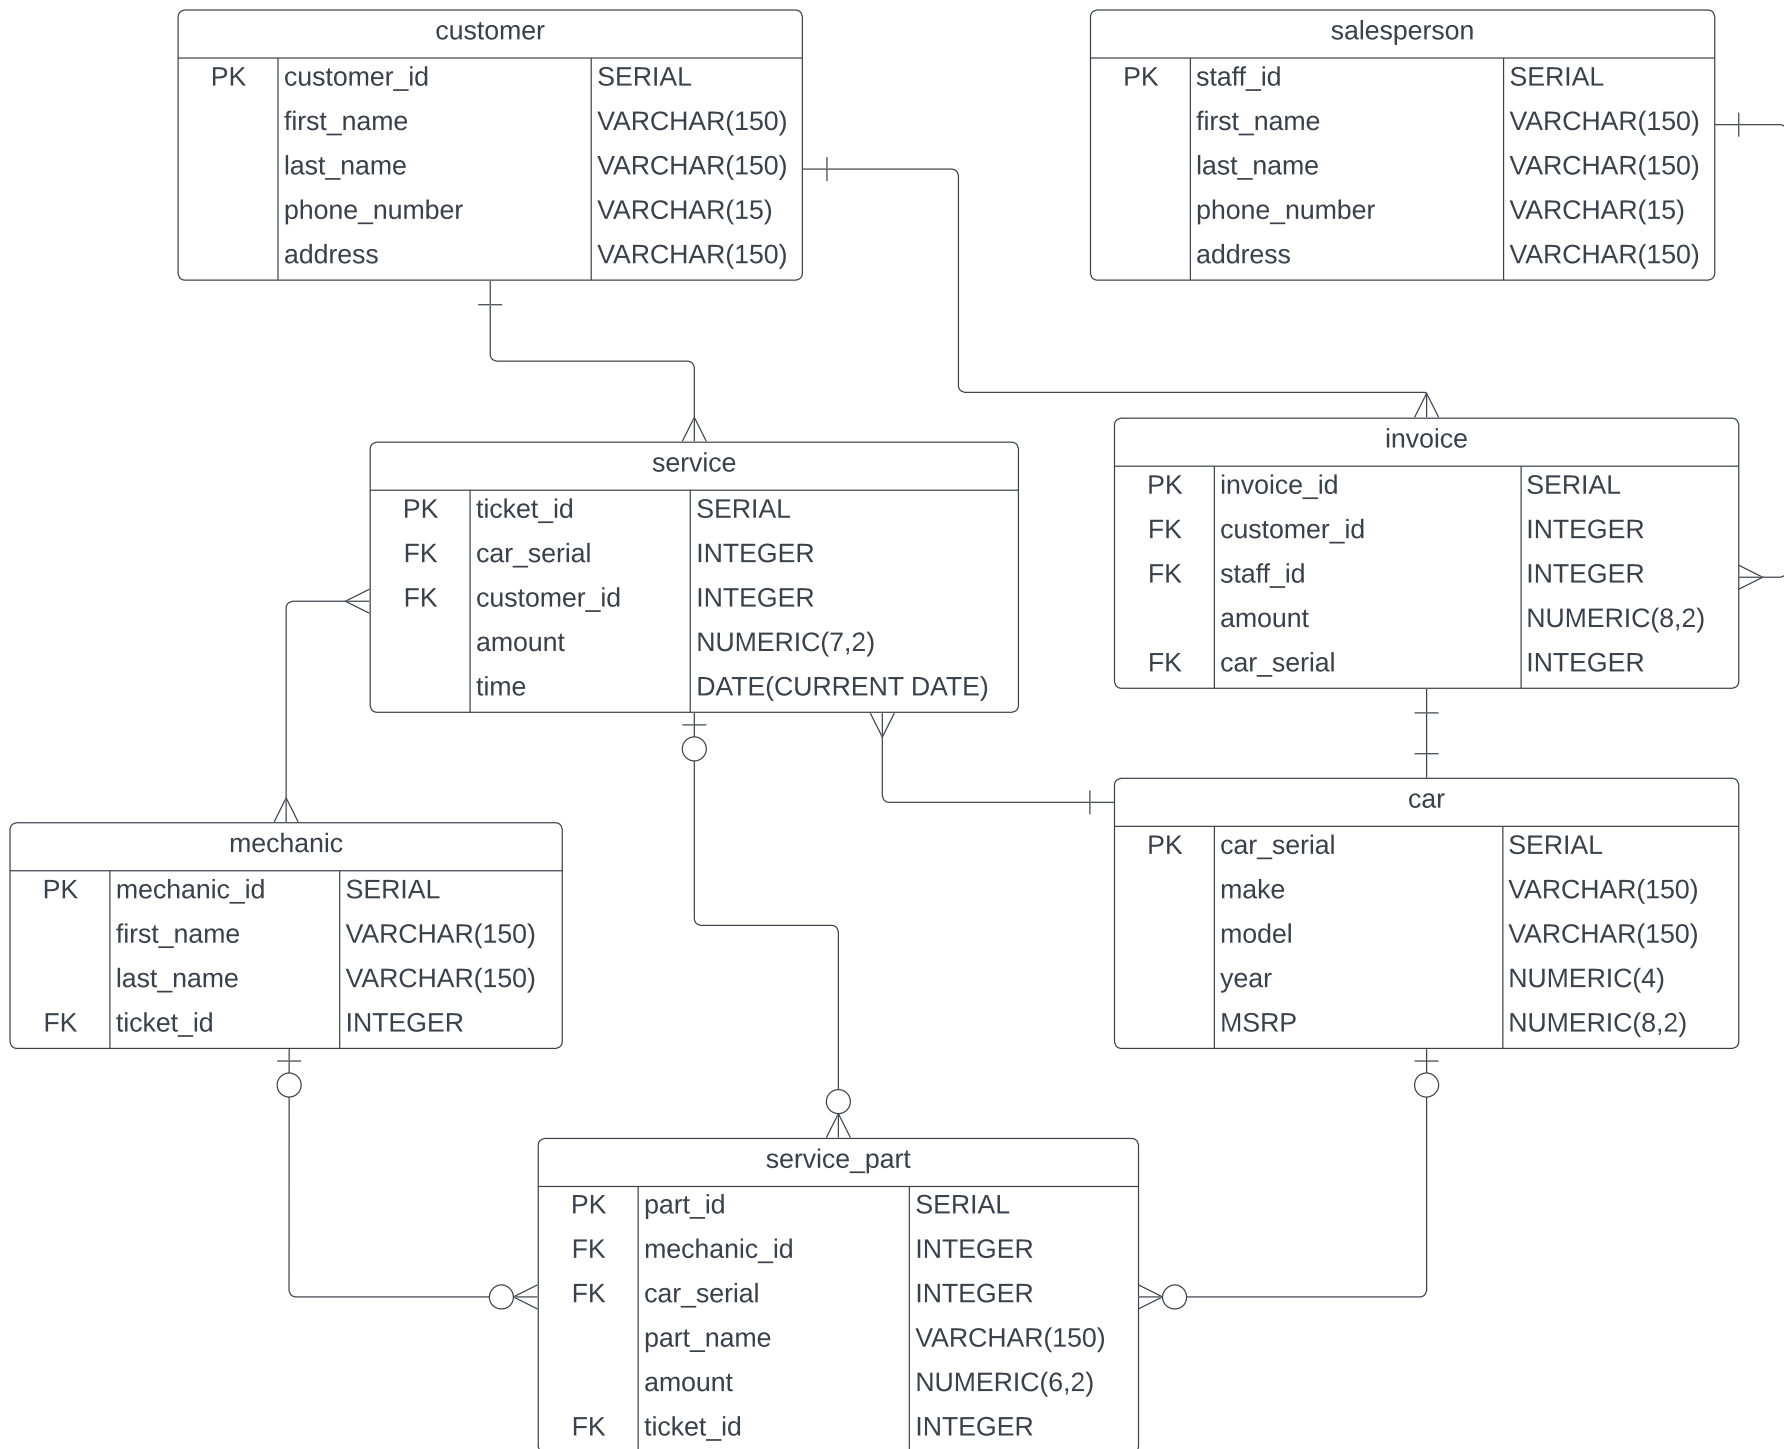 customer
PK customer_id SERIAL
first_name VARCHAR(150)
last_name VARCHAR(150)
phone_number VARCHAR(15)
address VARCHAR(150)
salesperson
PK staff_id SERIAL
first_name VARCHAR(150)
last_name VARCHAR(150)
phone_number VARCHAR(15)
address VARCHAR(150)
service
PK ticket_id SERIAL
FK car_serial INTEGER
FK customer_id INTEGER
amount NUMERIC(7,2)
time DATE(CURRENT DATE)
invoice
PK invoice_id SERIAL
FK customer_id INTEGER
FK staff_id INTEGER
amount NUMERIC(8,2)
FK car_serial INTEGER
mechanic
PK mechanic_id SERIAL
first_name VARCHAR(150)
last_name VARCHAR(150)
FK ticket_id INTEGER
car
PK car_serial SERIAL
make VARCHAR(150)
model VARCHAR(150)
year NUMERIC(4)
MSRP NUMERIC(8,2)
service_part
PK part_id SERIAL
FK mechanic_id INTEGER
FK car_serial INTEGER
part_name VARCHAR(150)
amount NUMERIC(6,2)
FK ticket_id INTEGER